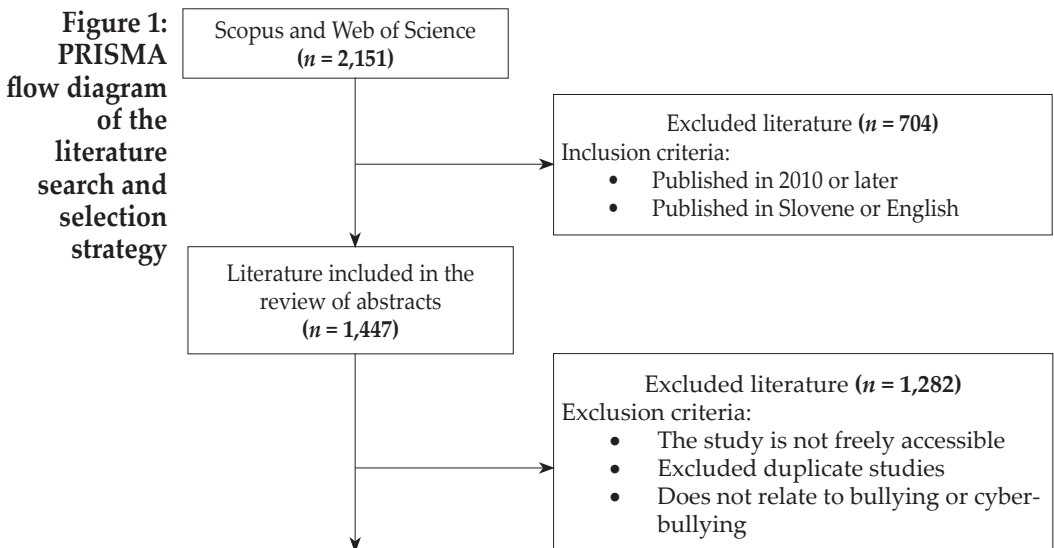 Figure 1:
PRISMA
flow diagram
of the
literature
search and
selection
strategy
Scopus and Web of Science
(n = 2,151)
Excluded literature (n = 704)
Inclusion criteria:
• Published in 2010 or later
• Published in Slovene or English
Literature included in the
review of abstracts
(n = 1,447)
Excluded literature (n = 1,282)
Exclusion criteria:
• The study is not freely accessible
• Excluded duplicate studies
• Does not relate to bullying or cyber-
bullying